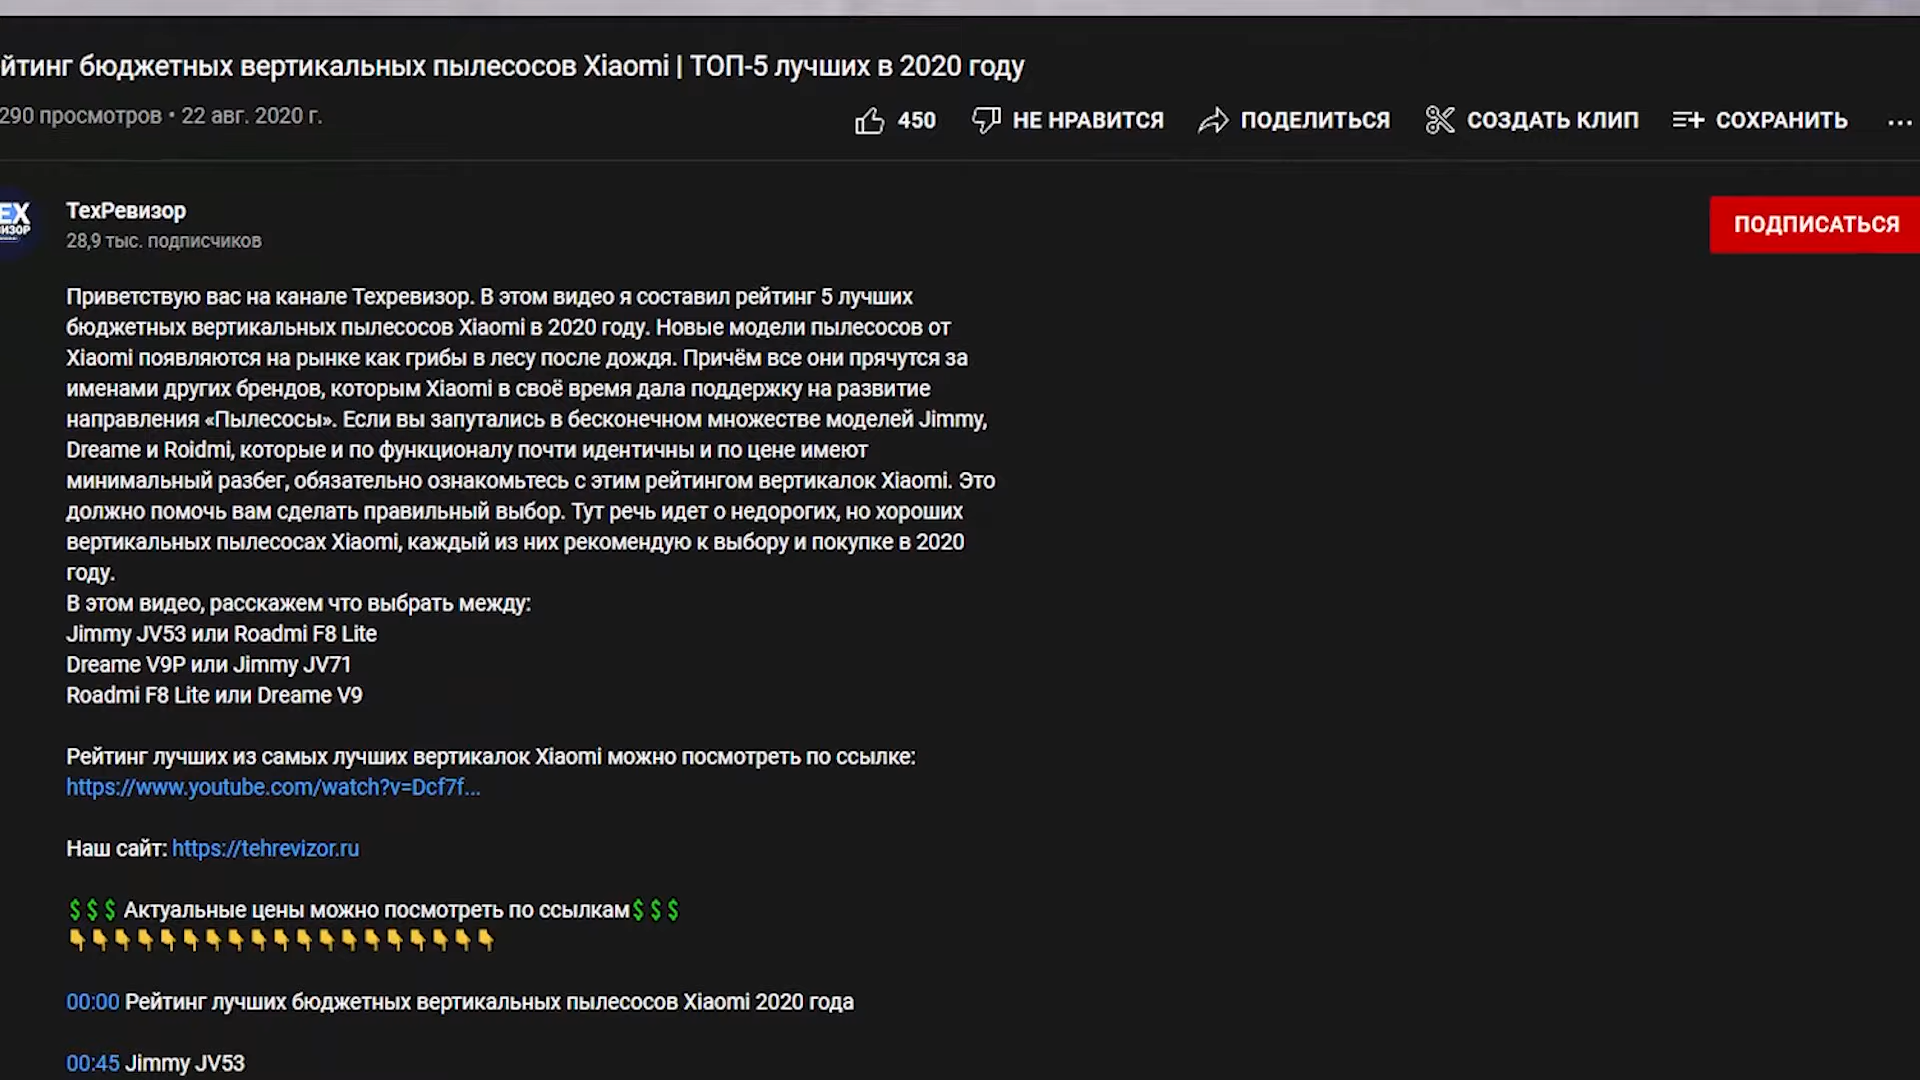 йтинг бюджетных вертикальных пылесосов Xiaomi | ТОП-5 лучших в 2020 году
290 просмотров • 22 авг. 2020 г.
450 НЕ НРАВИТСЯ ПОДЕЛИТЬСЯ СОЗДАТЬ КЛИП СОХРАНИТЬ ...
ЕХ
ИЗОР
ТехРевизор
28,9 тыс. подписчиков
ПОДПИСАТЬСЯ
Приветствую вас на канале Техревизор. В этом видео я составил рейтинг 5 лучших
бюджетных вертикальных пылесосов Xiaomi в 2020 году. Новые модели пылесосов от
Xiaomi появляются на рынке как грибы в лесу после дождя. Причём все они прячутся за
именами других брендов, которым Xiaomi в своё время дала поддержку на развитие
направления «Пылесосы». Если вы запутались в бесконечном множестве моделей Jimmy,
Dreame и Roidmi, которые и по функционалу почти идентичны и по цене имеют
минимальный разбег, обязательно ознакомьтесь с этим рейтингом вертикалок Xiaomi. Это
должно помочь вам сделать правильный выбор. Тут речь идет о недорогих, но хороших
вертикальных пылесосах Xiaomi, каждый из них рекомендую к выбору и покупке в 2020
году.
В этом видео, расскажем что выбрать между:
Jimmy JV53 или Roadmi F8 Lite
Dreame V9P или Jimmy JV71
Roadmi F8 Lite или Dreame V9
Рейтинг лучших из самых лучших вертикалок Xiaomi можно посмотреть по ссылке:
https://www.youtube.com/watch?v=Dcf7f...
Наш сайт: https://tehrevizor.ru
$$$ Актуальные цены можно посмотреть по ссылкам$$$
00:00 Рейтинг лучших бюджетных вертикальных пылесосов Xiaomi 2020 года
00:45 Jimmy JV53